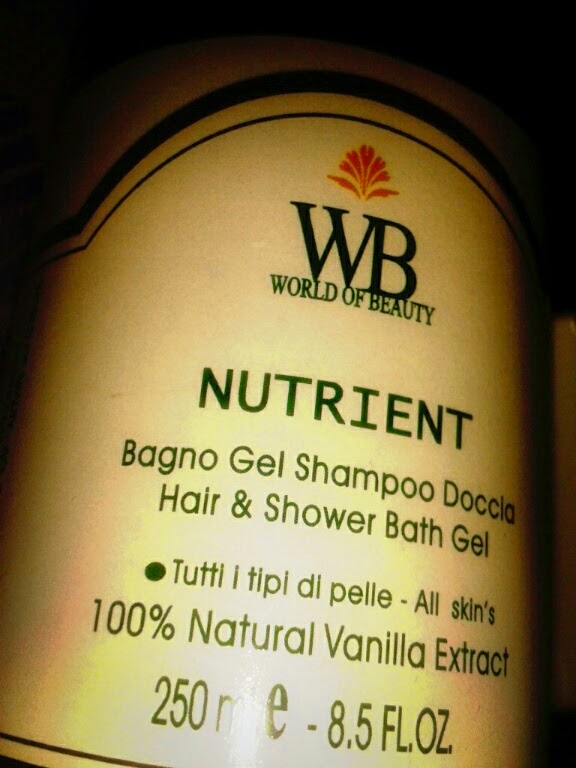 WB
WORLD OF BEAUTY
NUTRIENT
Bagno Gel Shampoo Doccia
Hair & Shower Bath Gel
• Tutti i tipi di pelle - All skin's
100% Natural Vanilla Extract
250 m e - 8.5 FL.OZ.